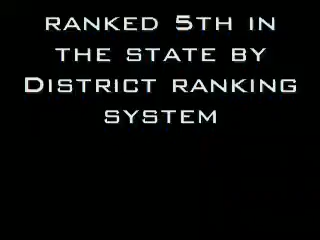 RANKED 5TH IN
THE STATE BY
DISTRICT RANKING
SYSTEM